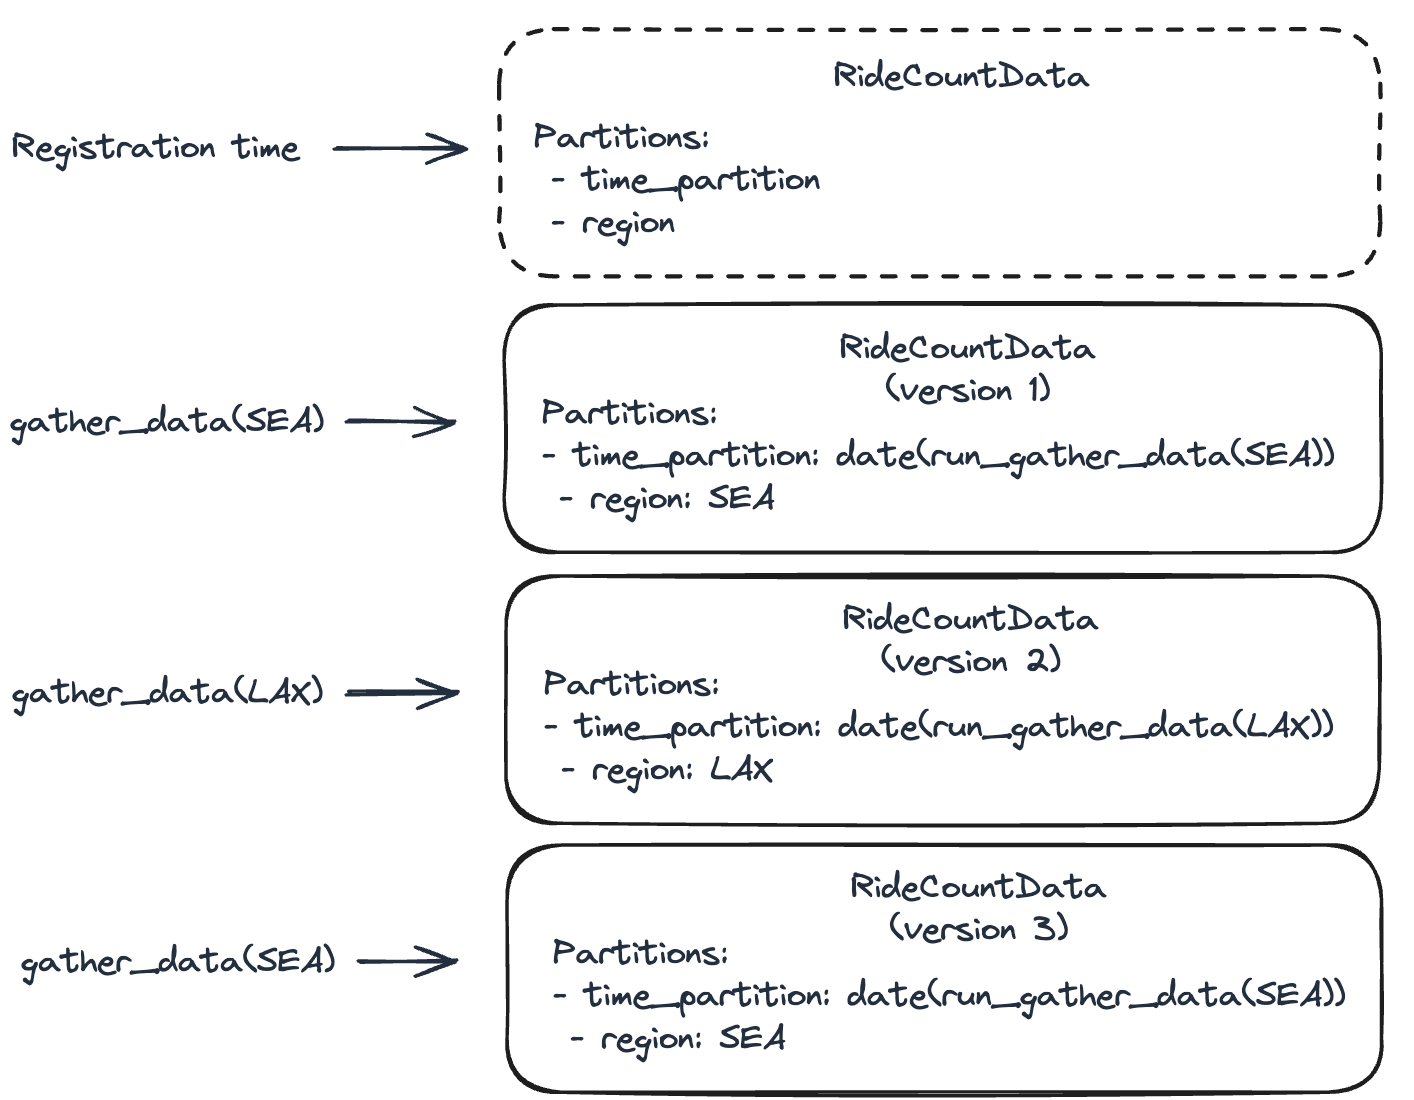 RideCountData
Registration time
Partitions:
- time_partition
- region
RideCountData
(version 1)
gather_data(SEA)
Partitions:
- time_partition: date(run_gather_data(SEA))
- region: SEA
RideCountData
(version 2)
gather_data(LAX)
Partitions:
- time_partition: date(run_gather_data(LAX))
- region: LAX
RideCountData
(version 3)
gather_data(SEA)
Partitions:
- time_partition: date(run_gather_data(SEA))
- region: SEA